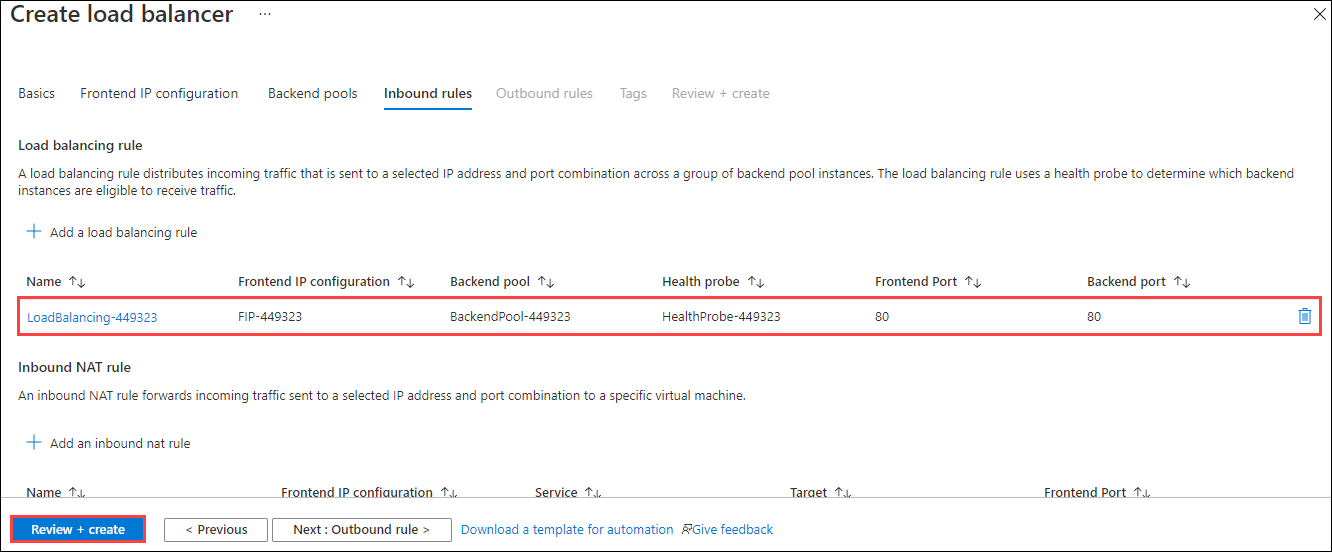 Create load balancer ...
Basics Frontend IP configuration Backend pools Inbound rules Outbound rules Tags Review + create
Load balancing rule
A load balancing rule distributes incoming traffic that is sent to a selected IP address and port combination across a group of backend pool instances. The load balancing rule uses a health probe to determine which backend
instances are eligible to receive traffic.
+ Add a load balancing rule
Name ↑↓ Frontend IP configuration ↑↓ Backend pool ↑↓ Health probe ↑↓ Frontend Port ↑↓ Backend port ↑↓
LoadBalancing-449323 FIP-449323 BackendPool-449323 HealthProbe-449323 80 80
Inbound NAT rule
An inbound NAT rule forwards incoming traffic sent to a selected IP address and port combination to a specific virtual machine.
+ Add an inbound nat rule
Name ↑↓ Frontend IP configuration ↑↓ Service ↑↓ Target ↑↓ Frontend Port ↑↓
Review + create < Previous Next : Outbound rule > Download a template for automation Give feedback